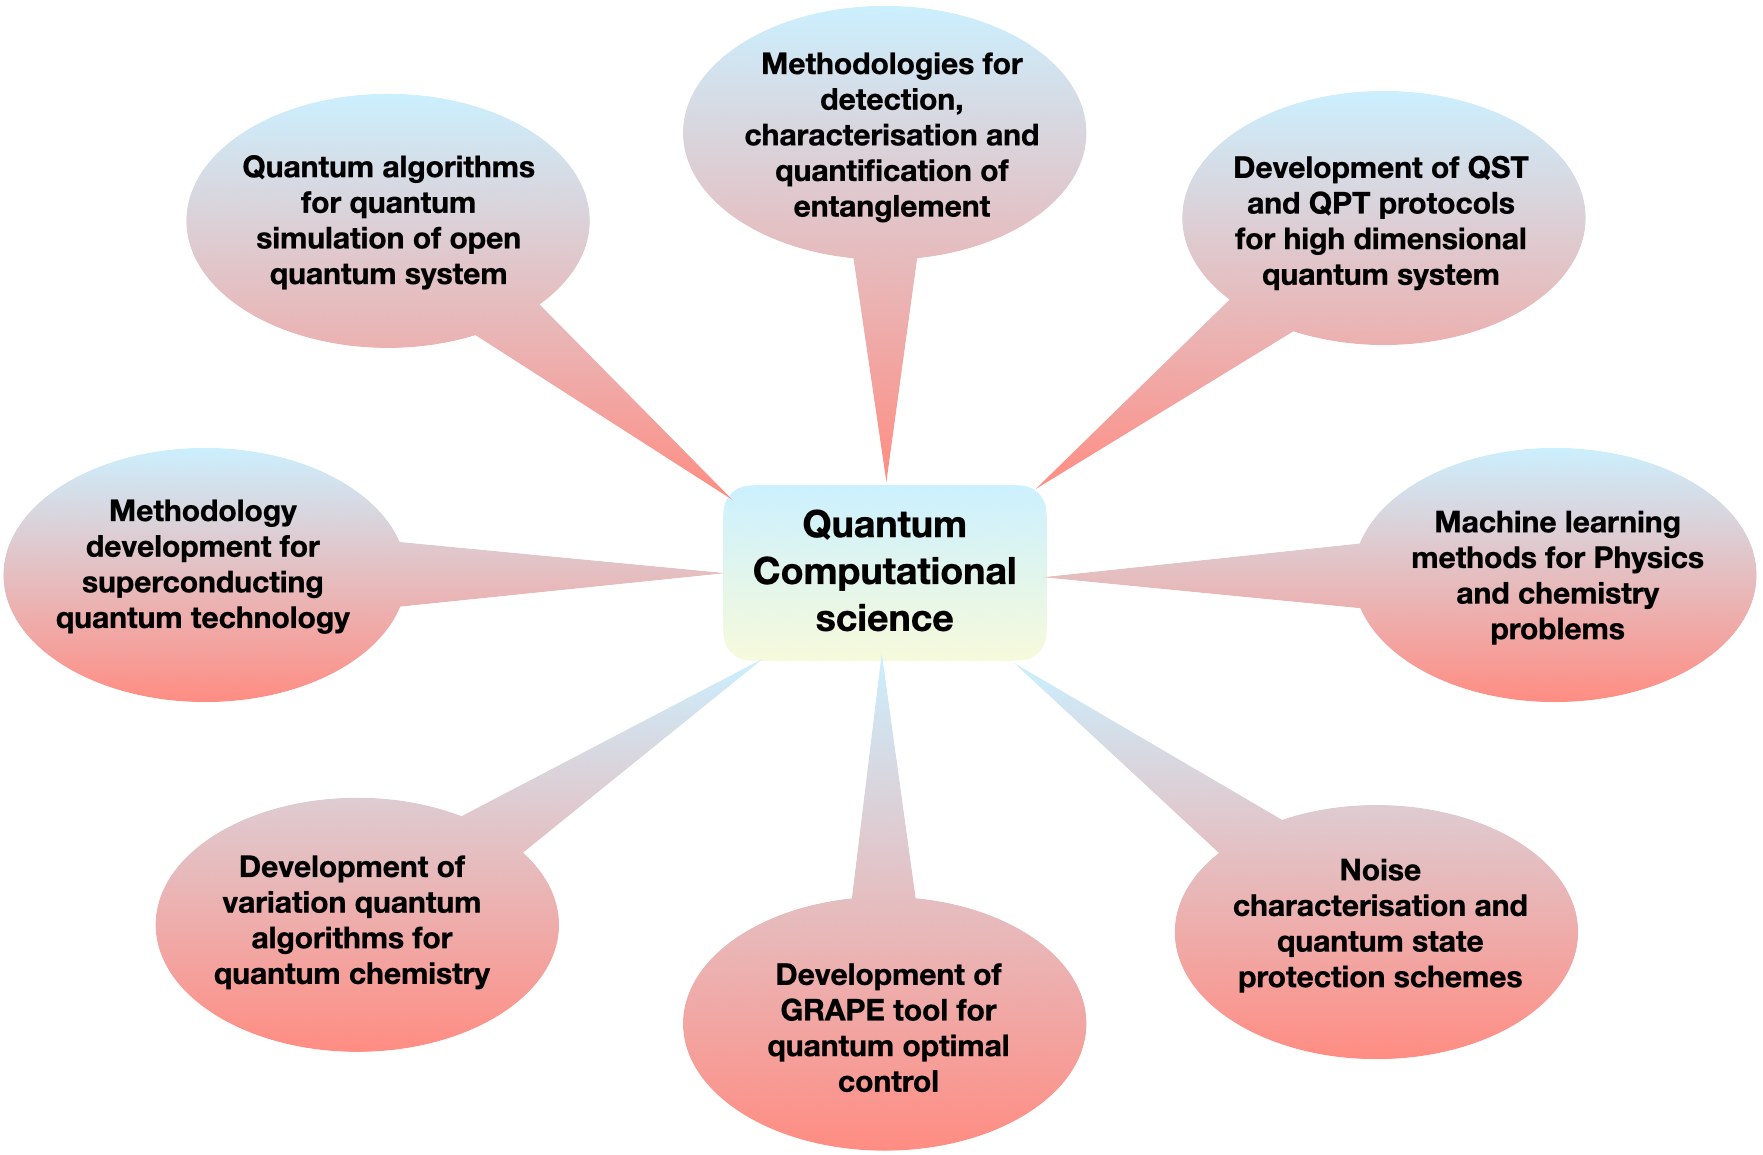 Methodologies for
detection,
characterisation and
quantification of
entanglement
Quantum algorithms
for quantum
simulation of open
quantum system
Development of QST
and QPT protocols
for high dimensional
quantum system
Methodology
development for
superconducting
quantum technology
Quantum
Computational
science
Machine learning
methods for Physics
and chemistry
problems
Development of
variation quantum
algorithms for
quantum chemistry
Development of
GRAPE tool for
quantum optimal
control
Noise
characterisation and
quantum state
protection schemes